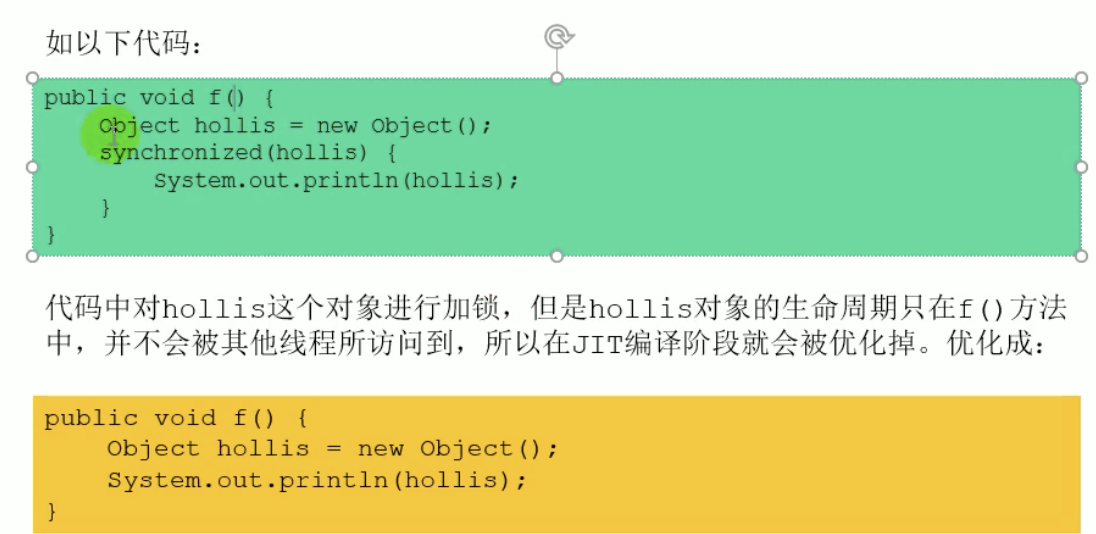 如以下代码：
public void f() {
    Object hollis = new Object();
    synchronized(hollis) {
        System.out.println(hollis);
    }
}
代码中对hollis这个对象进行加锁，但是hollis对象的生命周期只在f()方法
中，并不会被其他线程所访问到，所以在JIT编译阶段就会被优化掉。优化成：
public void f() {
    Object hollis = new Object();
    System.out.println(hollis);
}